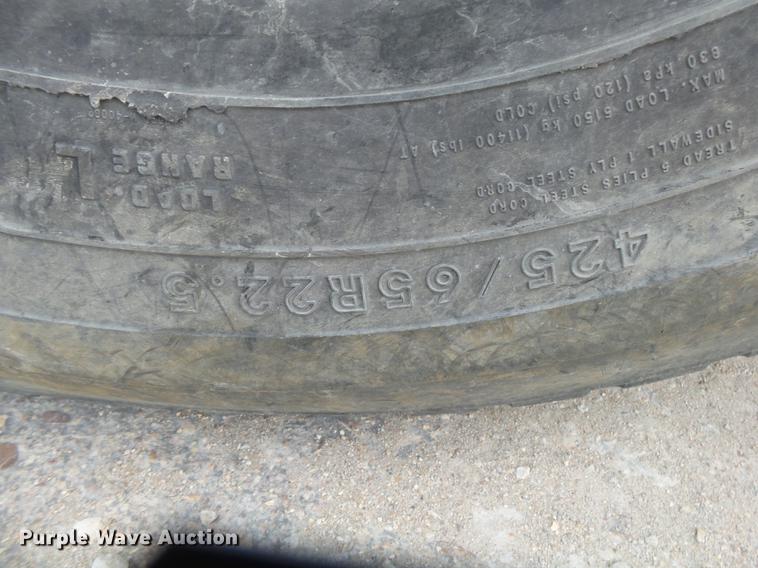 425/65R22.5
TREAD 5 PLIES STEEL CORD
SIDEWALL 1 PLY STEEL CORD
MAX. LOAD 5150 kg (11400 lbs) AT
830 kPa (120 psi) COLD
LOAD
RANGE L
Purple Wave Auction